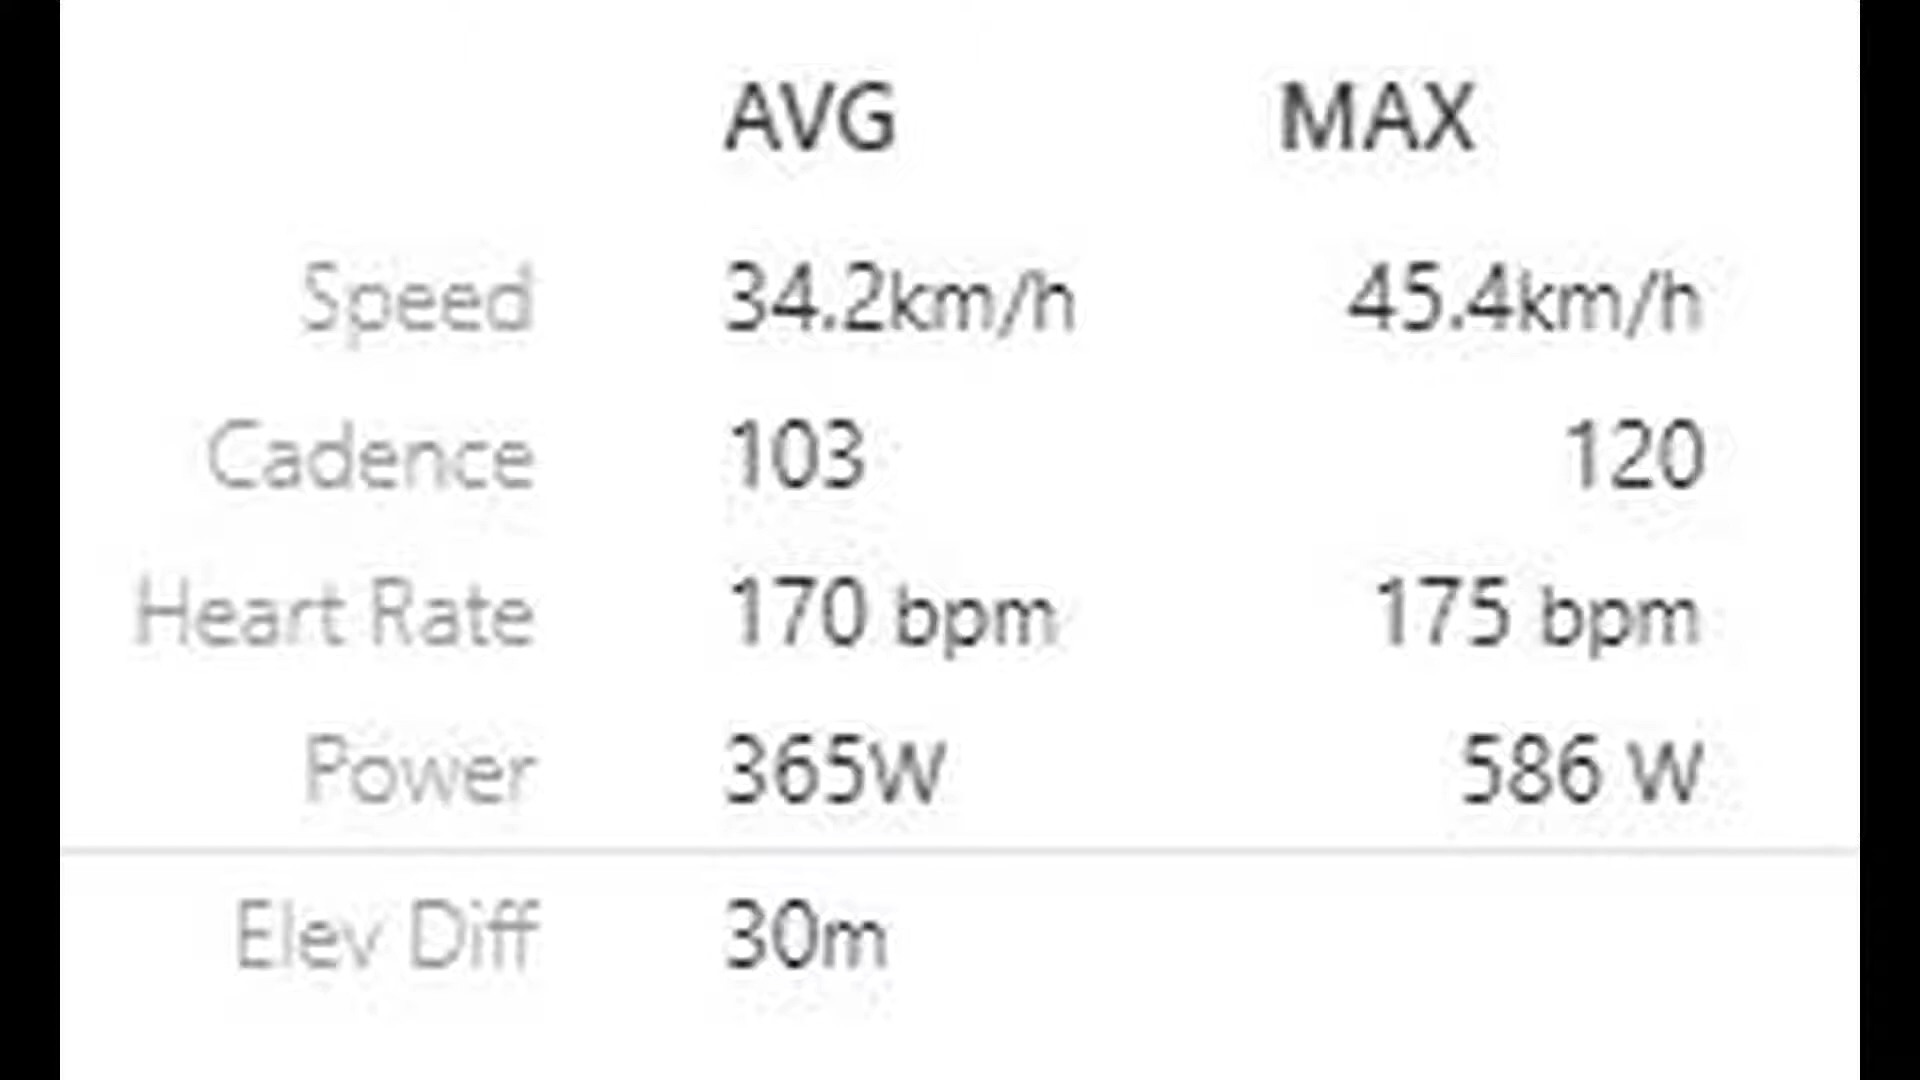 AVG MAX
Speed 34.2km/h 45.4km/h
Cadence 103 120
Heart Rate 170 bpm 175 bpm
Power 365W 586 W
Elev Diff 30m